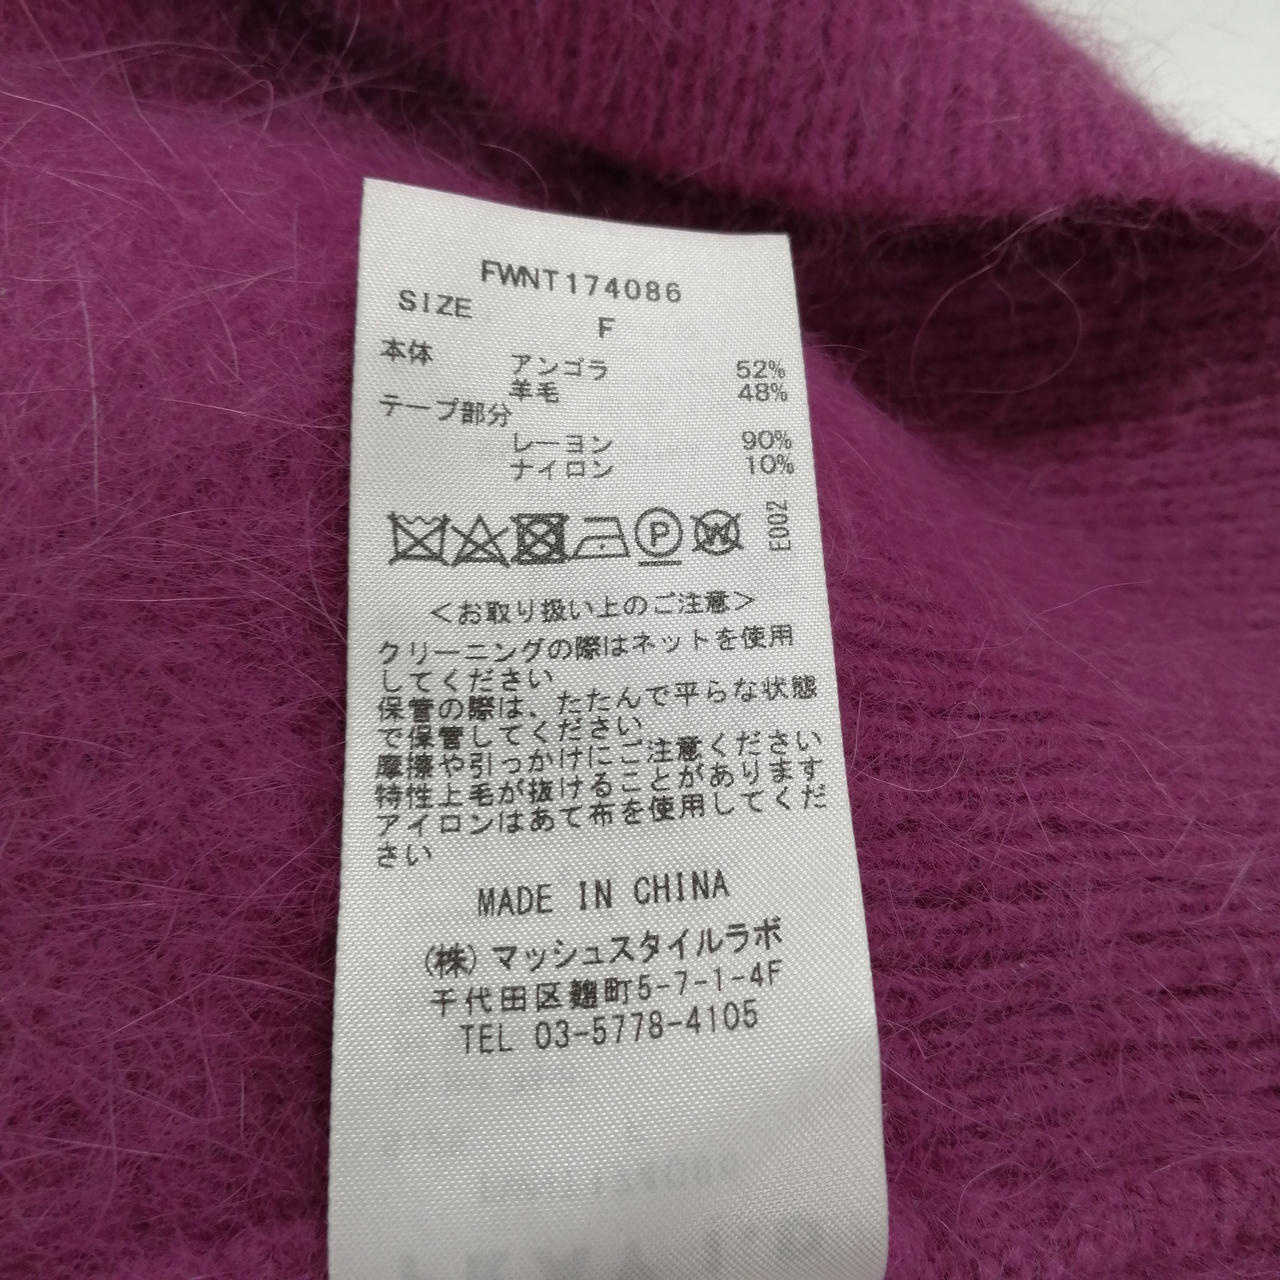 FWNT174086
SIZE F
本体 アンゴラ 52%
羊毛 48%
テープ部分
レーヨン 90%
ナイロン 10%
P W E002
＜お取り扱い上のご注意＞
クリーニングの際はネットを使用
してください
保管の際は、たたんで平らな状態
で保管してください
摩擦や引っかけにご注意ください
特性上毛が抜けることがあります
アイロンはあて布を使用してくだ
さい
MADE IN CHINA
(株)マッシュスタイルラボ
千代田区麹町5-7-1-4F
TEL 03-5778-4105